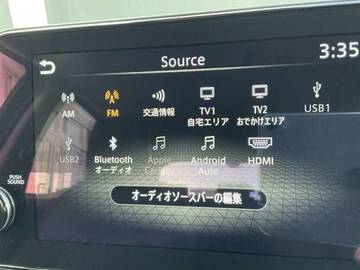 Source
3:35
AM
FM
交通情報
TV1
自宅エリア
TV2
おでかけエリア
USB1
USB2
Bluetooth
オーディオ
Apple
CarPlay
Android
Auto
HDMI
PUSH
SOUND
オーディオソースバーの編集